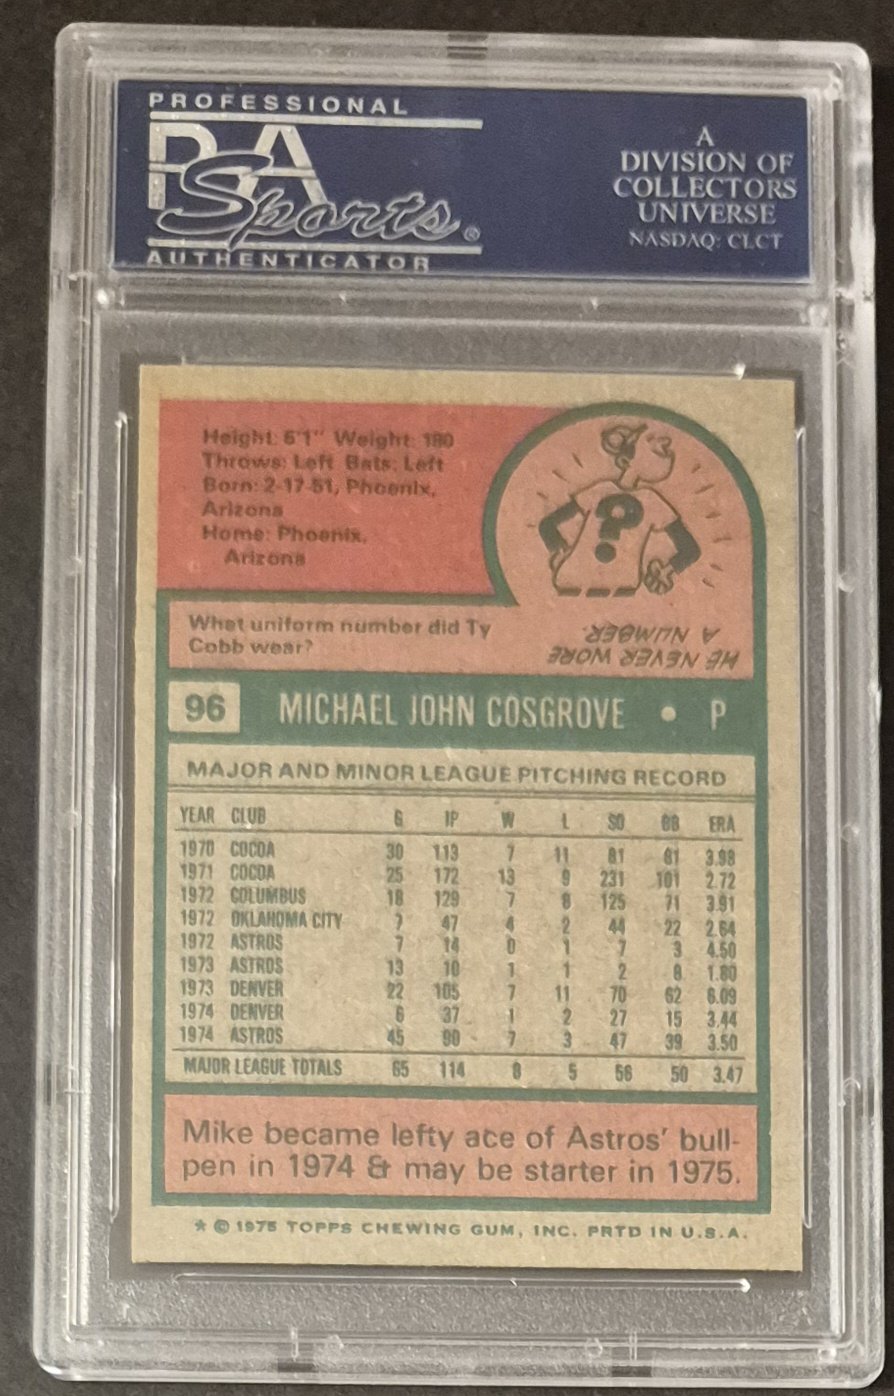 PROFESSIONAL
PSA
Sports®
AUTHENTICATOR
A
DIVISION OF
COLLECTORS
UNIVERSE
NASDAQ: CLCT
Height: 6'1" Weight: 180
Throws: Left Bats: Left
Born: 2-17-51, Phoenix,
Arizona
Home: Phoenix,
Arizona
?
What uniform number did Ty
Cobb wear?
HE NEVER WORE
A NUMBER.
96 MICHAEL JOHN COSGROVE • P
MAJOR AND MINOR LEAGUE PITCHING RECORD
YEAR CLUB G IP W L SO BB ERA
1970 COCOA 30 113 7 11 81 81 3.98
1971 COCOA 25 172 13 9 231 101 2.72
1972 COLUMBUS 18 129 7 8 125 71 3.91
1972 OKLAHOMA CITY 7 47 4 2 44 22 2.64
1972 ASTROS 7 14 0 1 7 3 4.50
1973 ASTROS 13 10 1 1 2 8 1.80
1973 DENVER 22 105 7 11 70 62 6.09
1974 DENVER 6 37 1 2 27 15 3.44
1974 ASTROS 45 90 7 3 47 39 3.50
MAJOR LEAGUE TOTALS 65 114 8 5 56 50 3.47
Mike became lefty ace of Astros' bull-
pen in 1974 & may be starter in 1975.
* © 1975 TOPPS CHEWING GUM, INC. PRTD IN U.S.A.